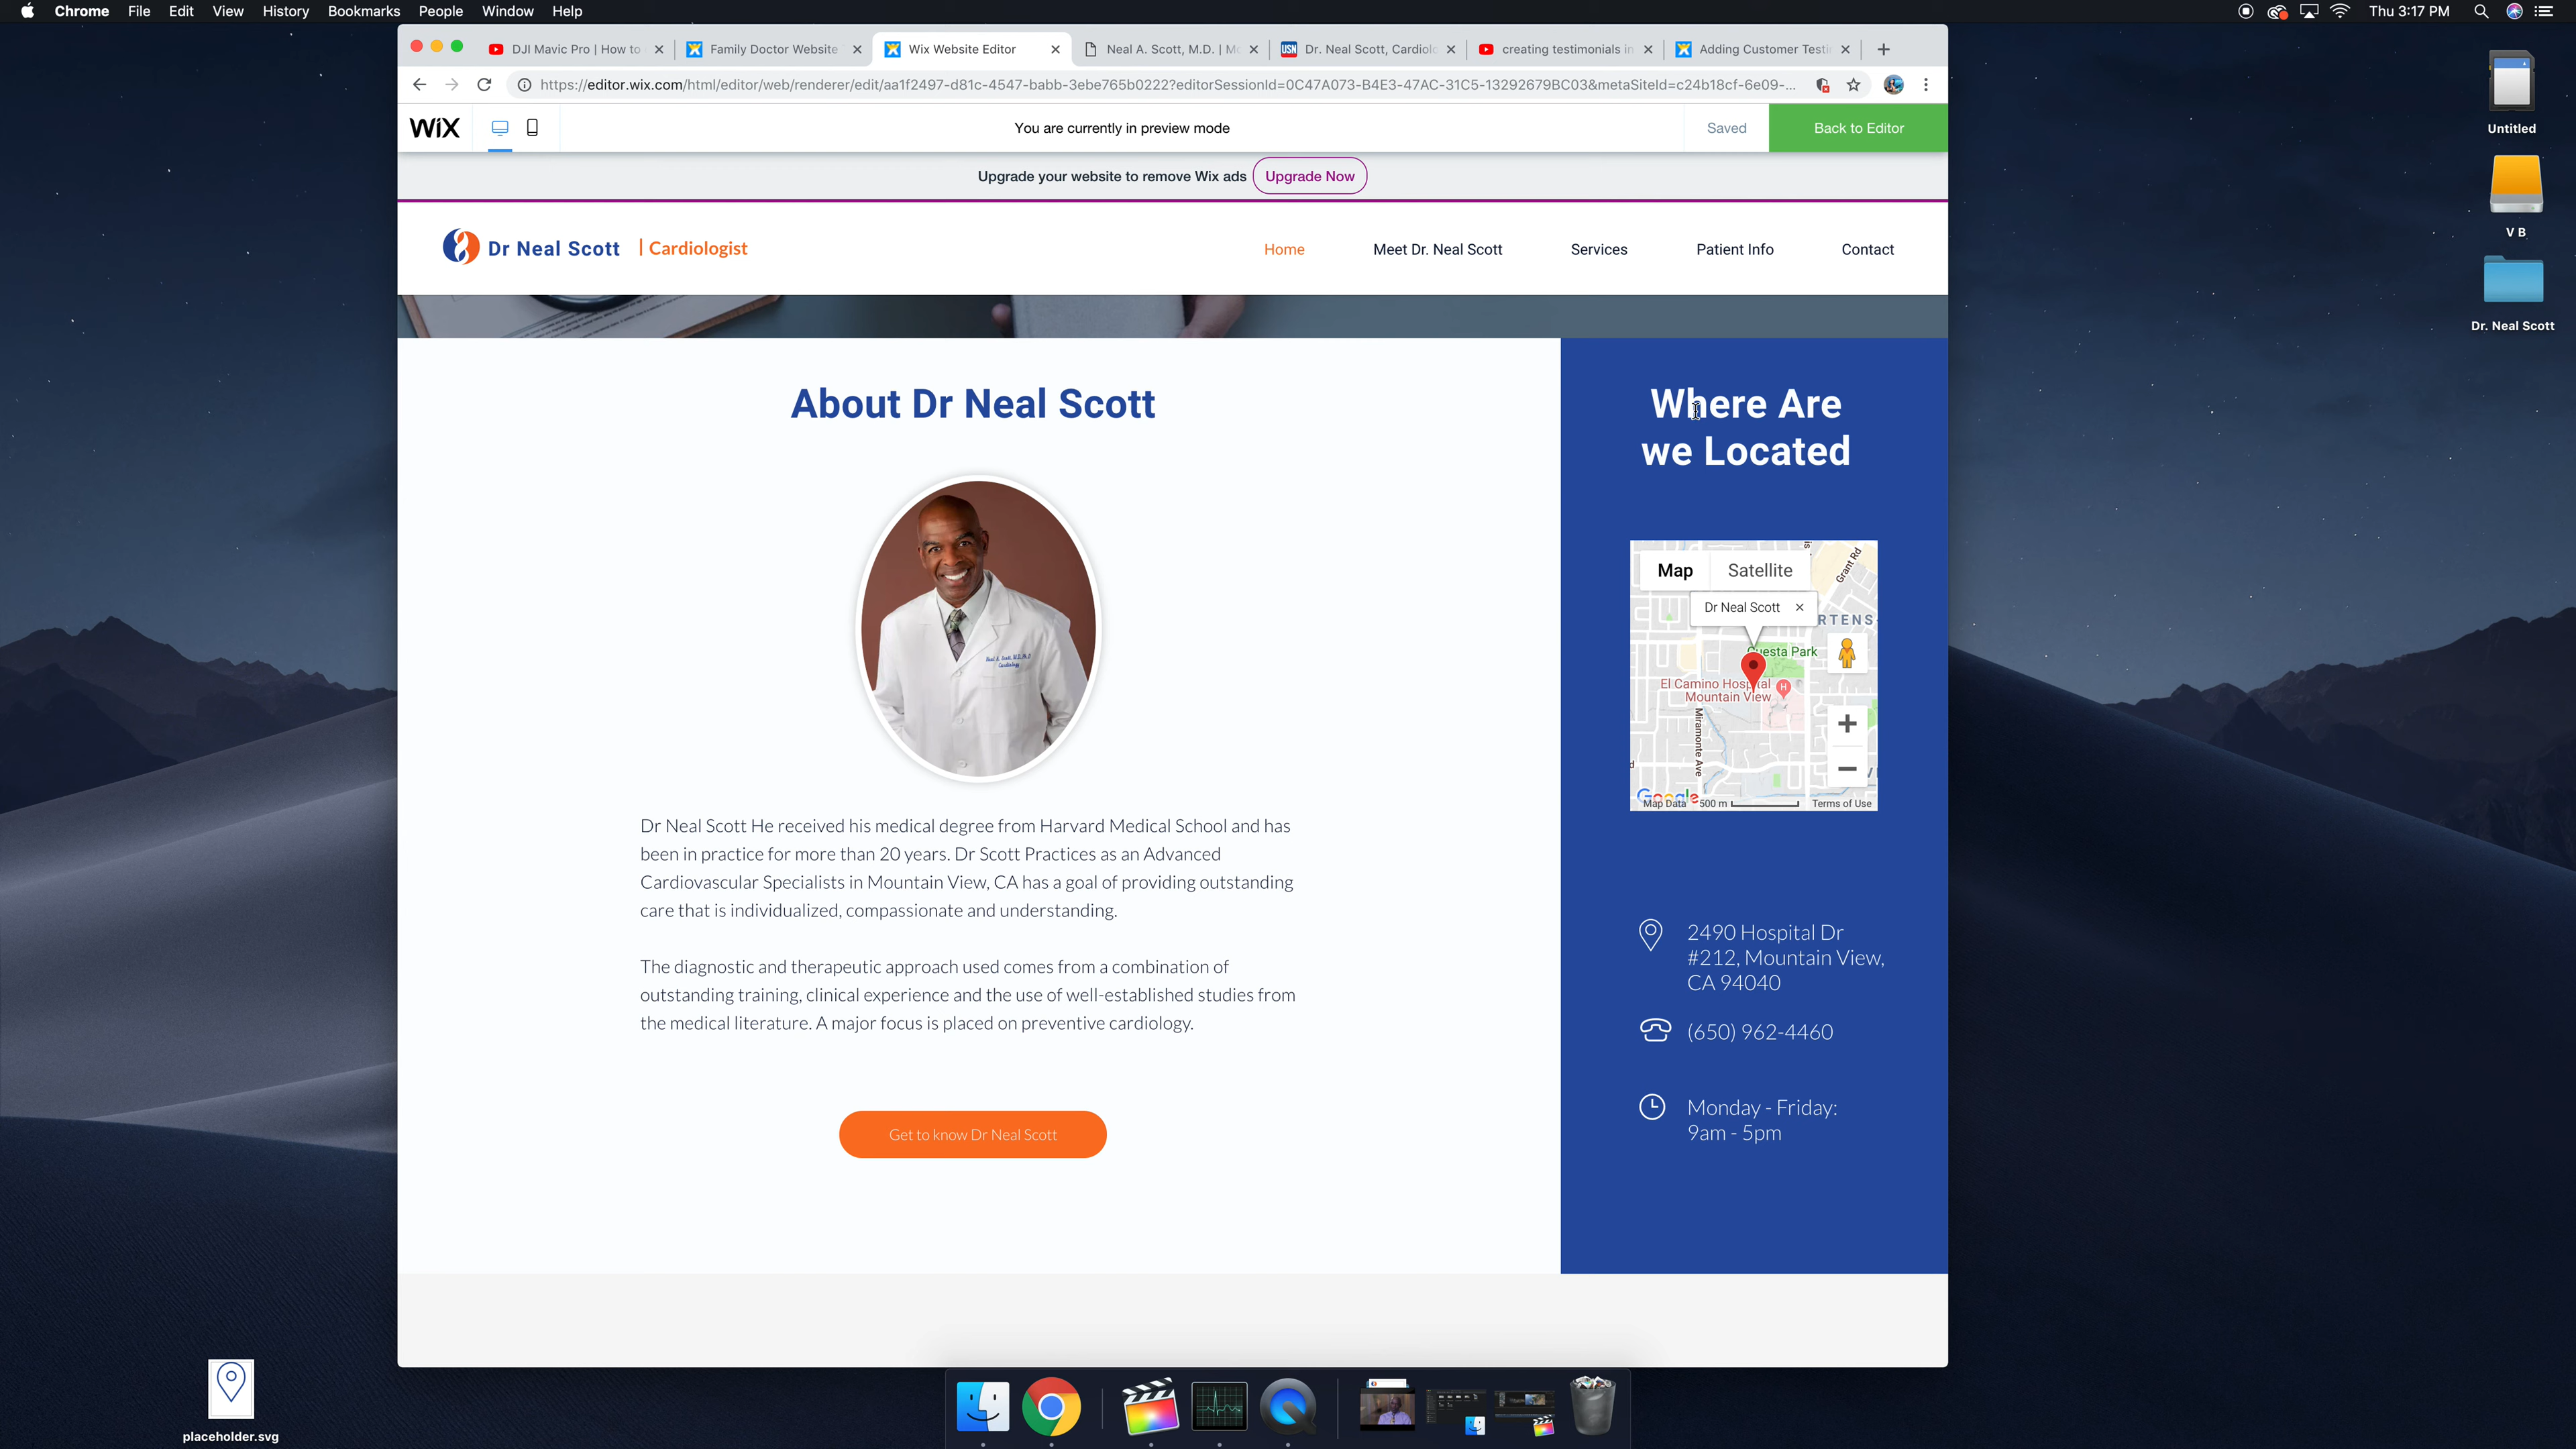 Chrome File Edit View History Bookmarks People Window Help Thu 3:17 PM
DJI Mavic Pro | How to Family Doctor Website Wix Website Editor Neal A. Scott, M.D. | Mo USN Dr. Neal Scott, Cardiolo creating testimonials in Adding Customer Testi
https://editor.wix.com/html/editor/web/renderer/edit/aa1f2497-d81c-4547-babb-3ebe765b0222?editorSessionId=0C47A073-B4E3-47AC-31C5-13292679BC03&metaSiteId=c24b18cf-6e09-...
WiX You are currently in preview mode Saved Back to Editor
Upgrade your website to remove Wix ads Upgrade Now
Dr Neal Scott | Cardiologist Home Meet Dr. Neal Scott Services Patient Info Contact
About Dr Neal Scott
Dr Neal Scott He received his medical degree from Harvard Medical School and has
been in practice for more than 20 years. Dr Scott Practices as an Advanced
Cardiovascular Specialists in Mountain View, CA has a goal of providing outstanding
care that is individualized, compassionate and understanding.
The diagnostic and therapeutic approach used comes from a combination of
outstanding training, clinical experience and the use of well-established studies from
the medical literature. A major focus is placed on preventive cardiology.
Get to know Dr Neal Scott
Where Are
we Located
Map Satellite
Grant Rd
Dr Neal Scott
RTENS
Cuesta Park
El Camino Hospital
Mountain View
H
Miramonte Ave
Google
Map Data 500 m Terms of Use
2490 Hospital Dr
#212, Mountain View,
CA 94040
(650) 962-4460
Monday - Friday:
9am - 5pm
Untitled
V B
Dr. Neal Scott
placeholder.svg